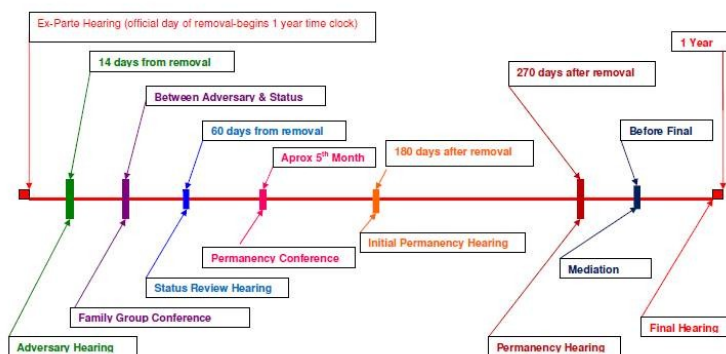 Ex-Parte Hearing (official day of removal-begins 1 year time clock)
1 Year
14 days from removal
270 days after removal
Between Adversary & Status
60 days from removal
Before Final
Aprox 5th Month
180 days after removal
Initial Permanency Hearing
Permanency Conference
Mediation
Status Review Hearing
Family Group Conference
Final Hearing
Adversary Hearing
Permanency Hearing